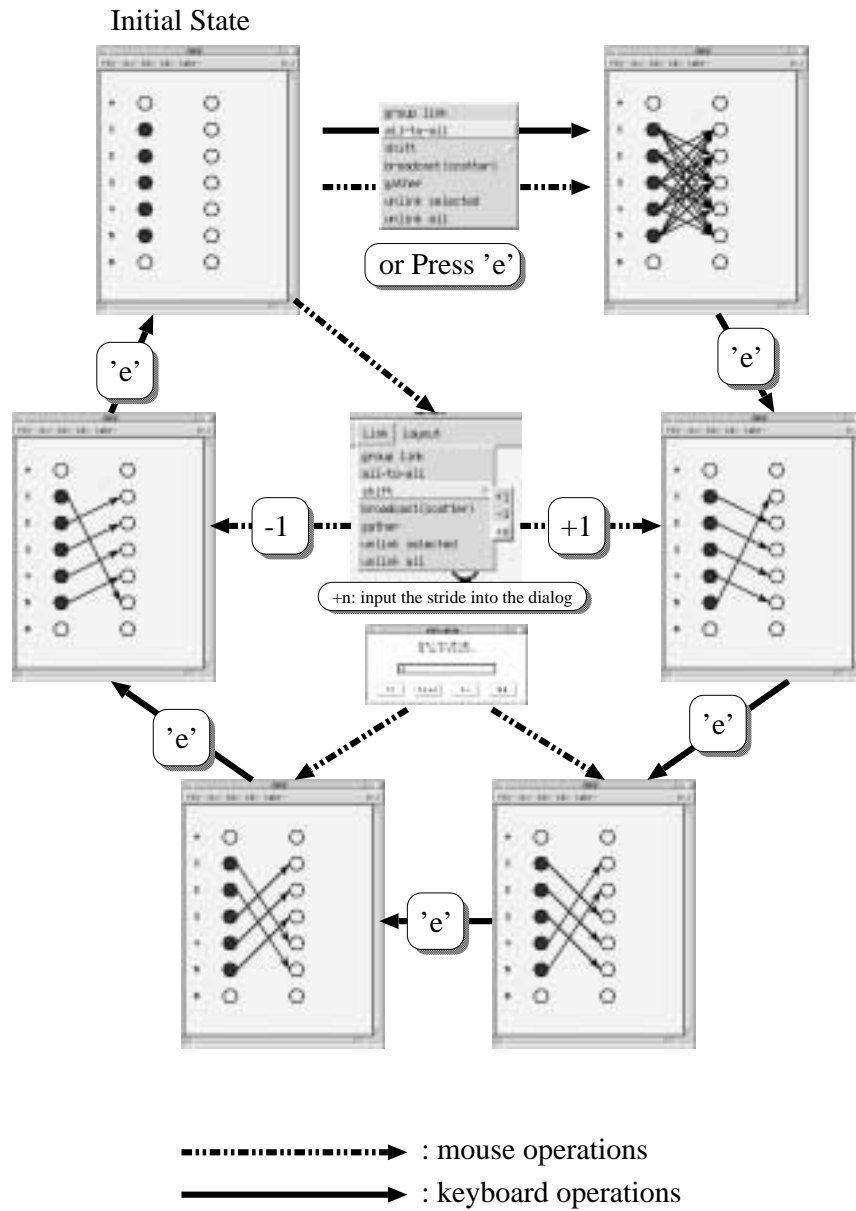 Initial State
group link
all-to-all
shift
broadcast(scatter)
gather
unlink selected
unlink all
or Press ’e’
’e’
’e’
link layout
group link
all-to-all
shift
broadcast(scatter)
gather
unlink selected
unlink all
+1
-1
+n
-1
+1
+n: input the stride into the dialog
’e’
’e’
’e’
: mouse operations
: keyboard operations